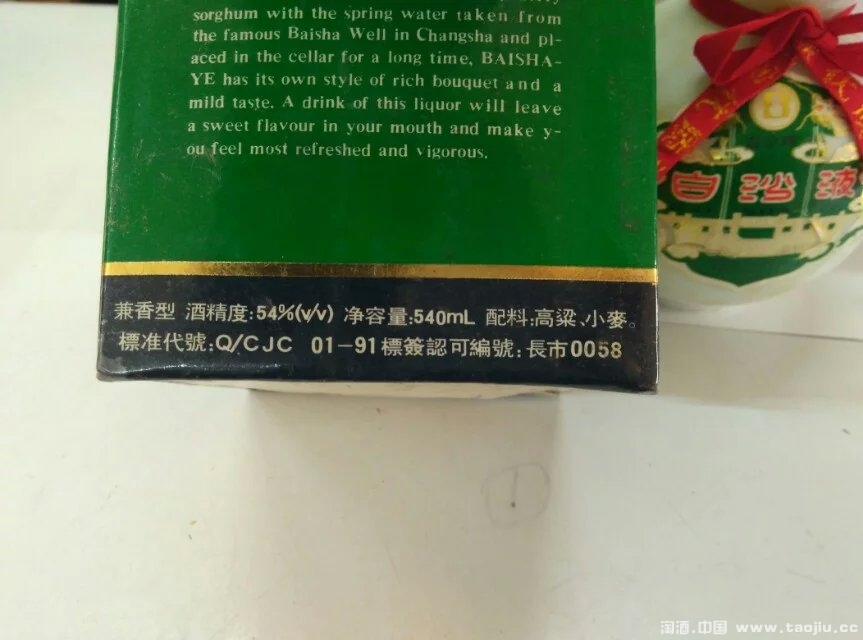 sorghum with the spring water taken from
the famous Baisha Well in Changsha and pl-
aced in the cellar for a long time, BAISHA-
YE has its own style of rich bouquet and a
mild taste. A drink of this liquor will leave
a sweet flavour in your mouth and make y-
ou feel most refreshed and vigorous.
兼香型 酒精度:54%(v/v) 净容量:540mL 配料:高粱、小麥。
標准代號:Q/CJC 01-91標簽認可編號:長市0058
白沙液
淘酒.中国 www.taojiu.cc